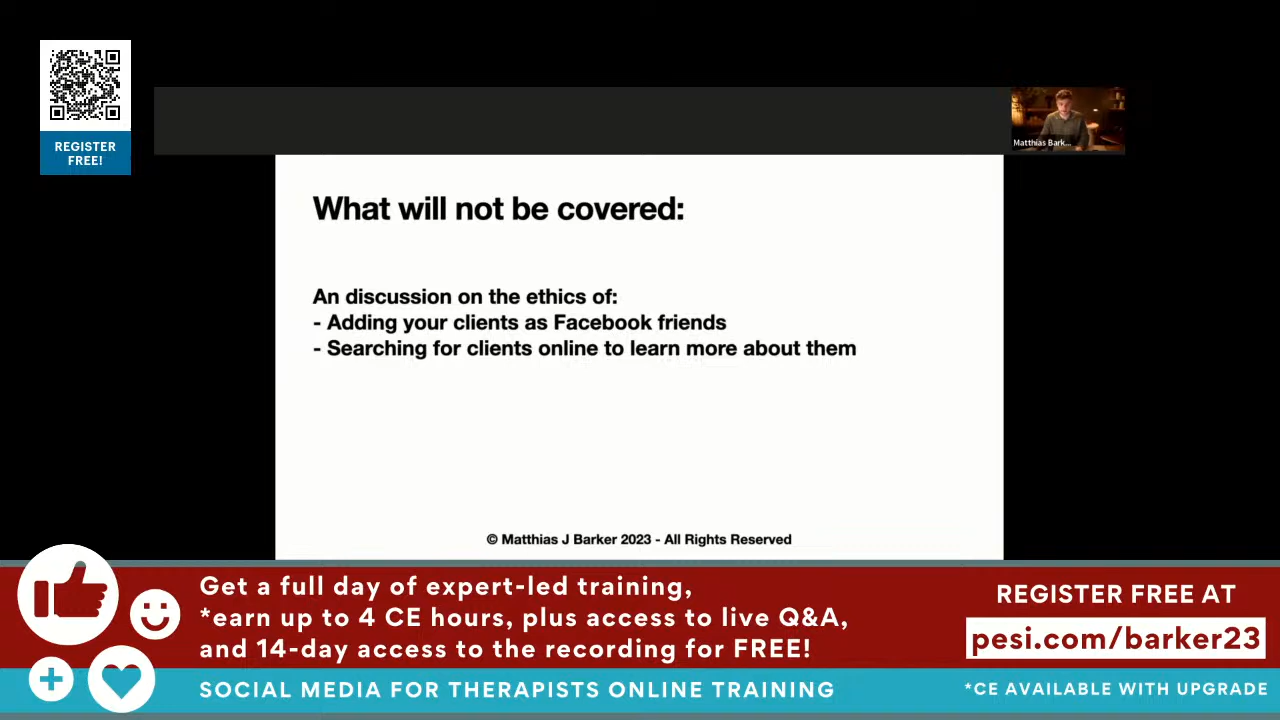 REGISTER
FREE!
Matthias Bark...
What will not be covered:
An discussion on the ethics of:
- Adding your clients as Facebook friends
- Searching for clients online to learn more about them
© Matthias J Barker 2023 - All Rights Reserved
Get a full day of expert-led training,
*earn up to 4 CE hours, plus access to live Q&A,
and 14-day access to the recording for FREE!
REGISTER FREE AT
pesi.com/barker23
SOCIAL MEDIA FOR THERAPISTS ONLINE TRAINING
*CE AVAILABLE WITH UPGRADE